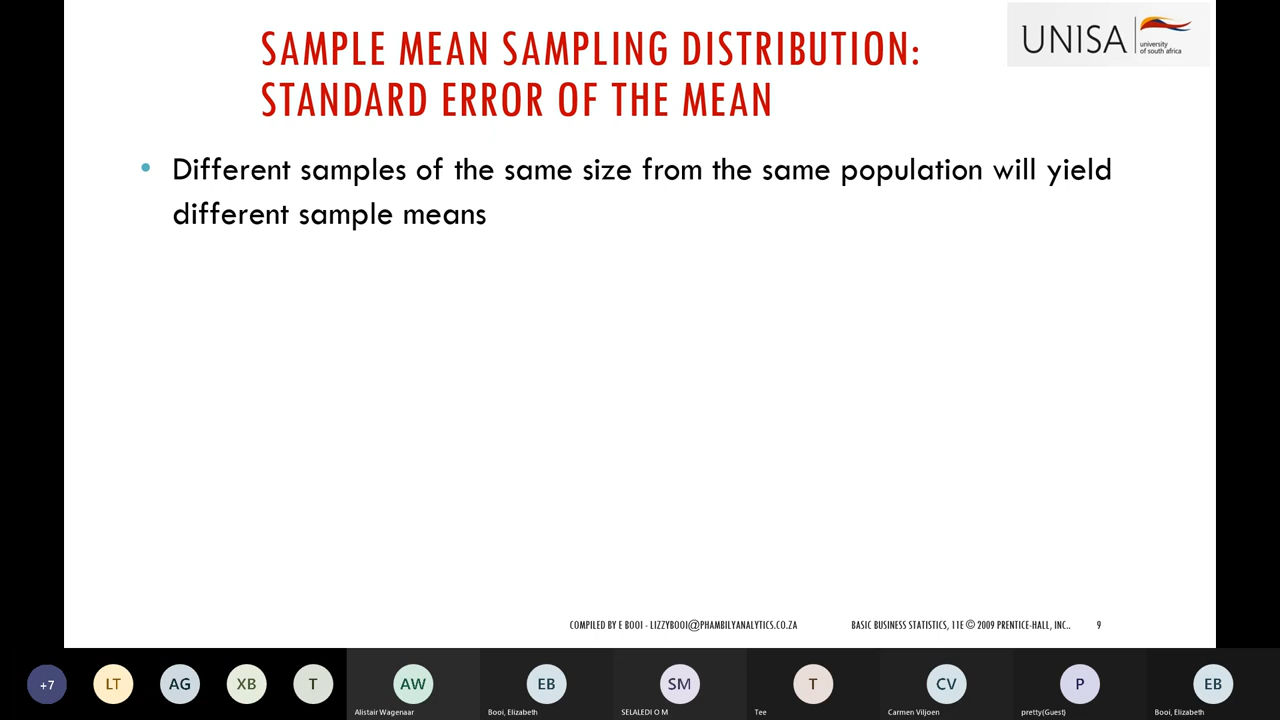 SAMPLE MEAN SAMPLING DISTRIBUTION:
STANDARD ERROR OF THE MEAN
UNISA
university
of south africa
• Different samples of the same size from the same population will yield
different sample means
COMPILED BY E BOOI - LIZZYBOOI@PHAMBILYANALYTICS.CO.ZA
BASIC BUSINESS STATISTICS, 11E © 2009 PRENTICE-HALL, INC..
9
+7
LT
AG
XB
T
AW
Alistair Wagenaar
EB
Booi, Elizabeth
SM
SELALEDI O M
T
Tee
CV
Carmen Viljoen
P
pretty(Guest)
EB
Booi, Elizabeth